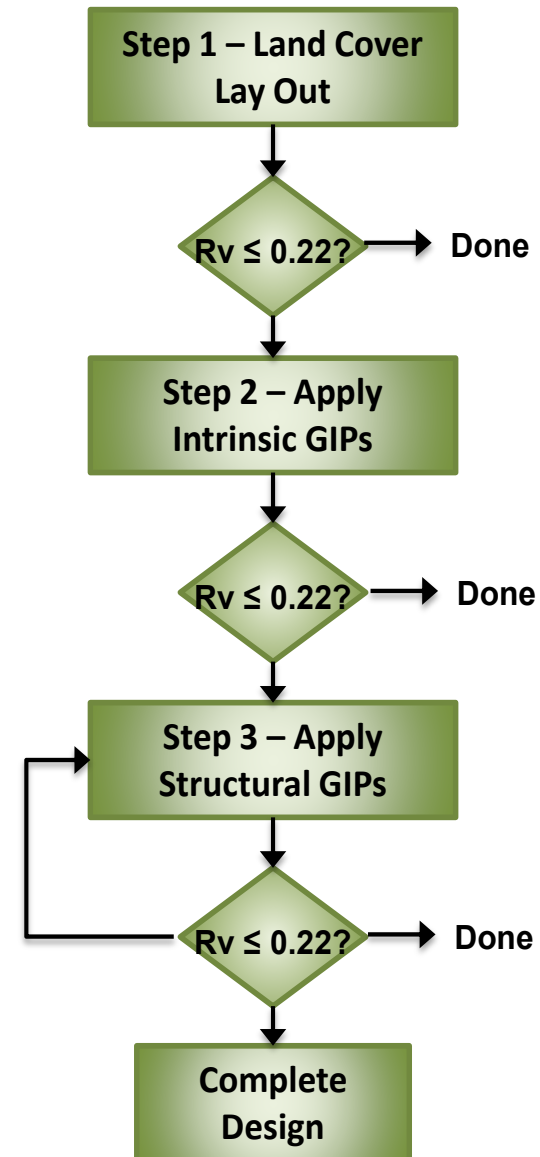 Step 1 – Land Cover
Lay Out
Rv ≤ 0.22?
Done
Step 2 – Apply
Intrinsic GIPs
Rv ≤ 0.22?
Done
Step 3 – Apply
Structural GIPs
Rv ≤ 0.22?
Done
Complete
Design